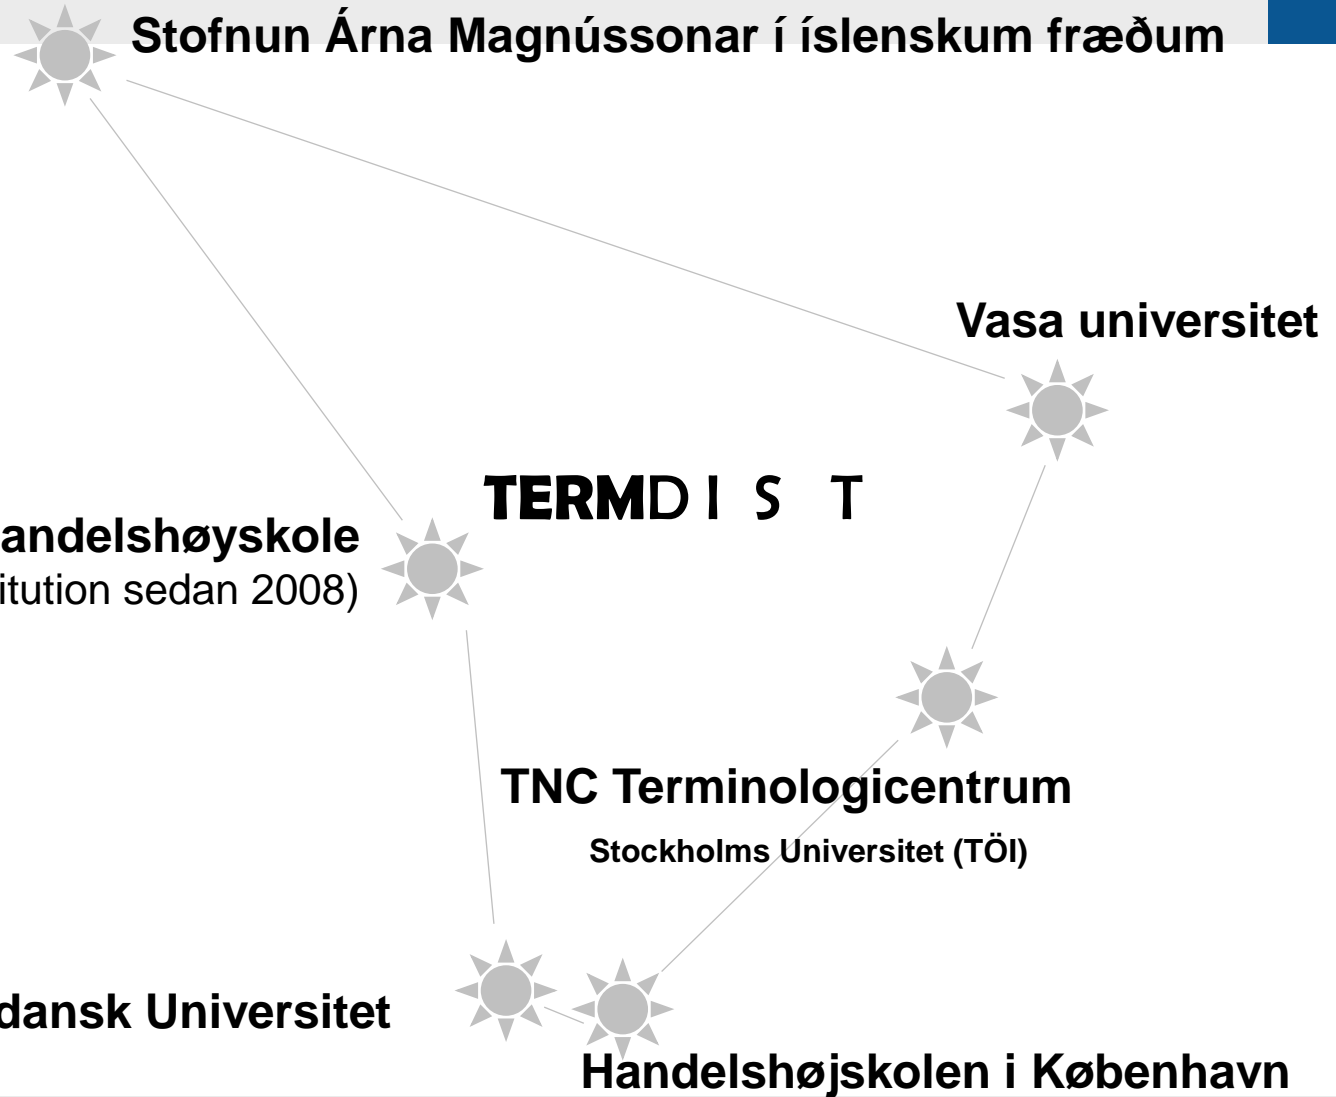 Stofnun Árna Magnússonar í íslenskum fræðum
Vasa universitet
TERMDIST
andelshøyskole
itution sedan 2008)
TNC Terminologicentrum
Stockholms Universitet (TÖI)
dansk Universitet
Handelshøjskolen i København